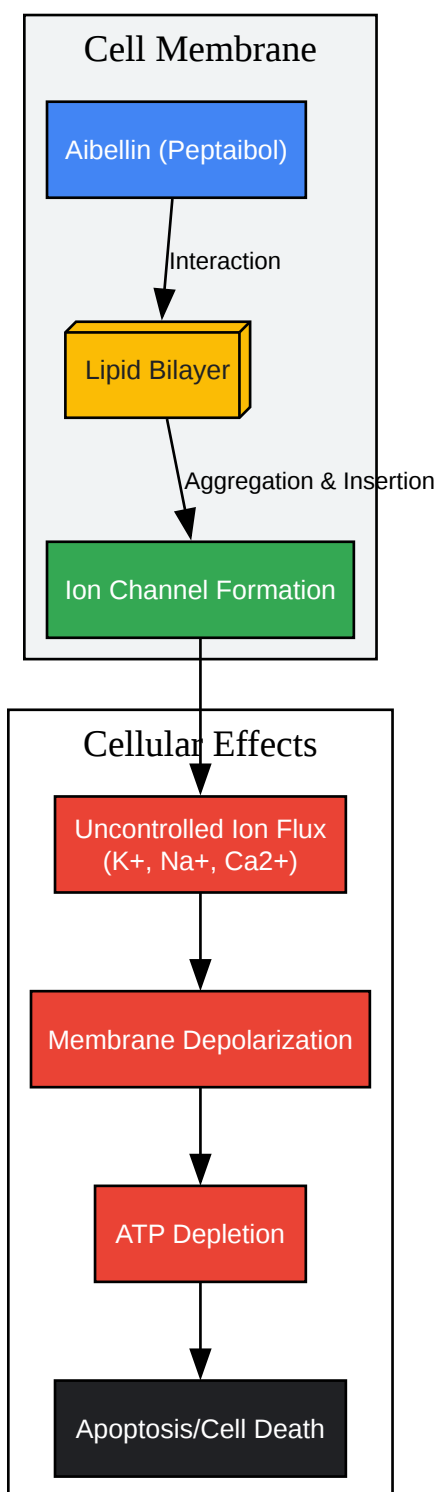 Cell Membrane
Aibellin (Peptaibol)
Interaction
Lipid Bilayer
Aggregation & Insertion
Ion Channel Formation
Cellular Effects
Uncontrolled Ion Flux
(K+, Na+, Ca2+)
Membrane Depolarization
ATP Depletion
Apoptosis/Cell Death